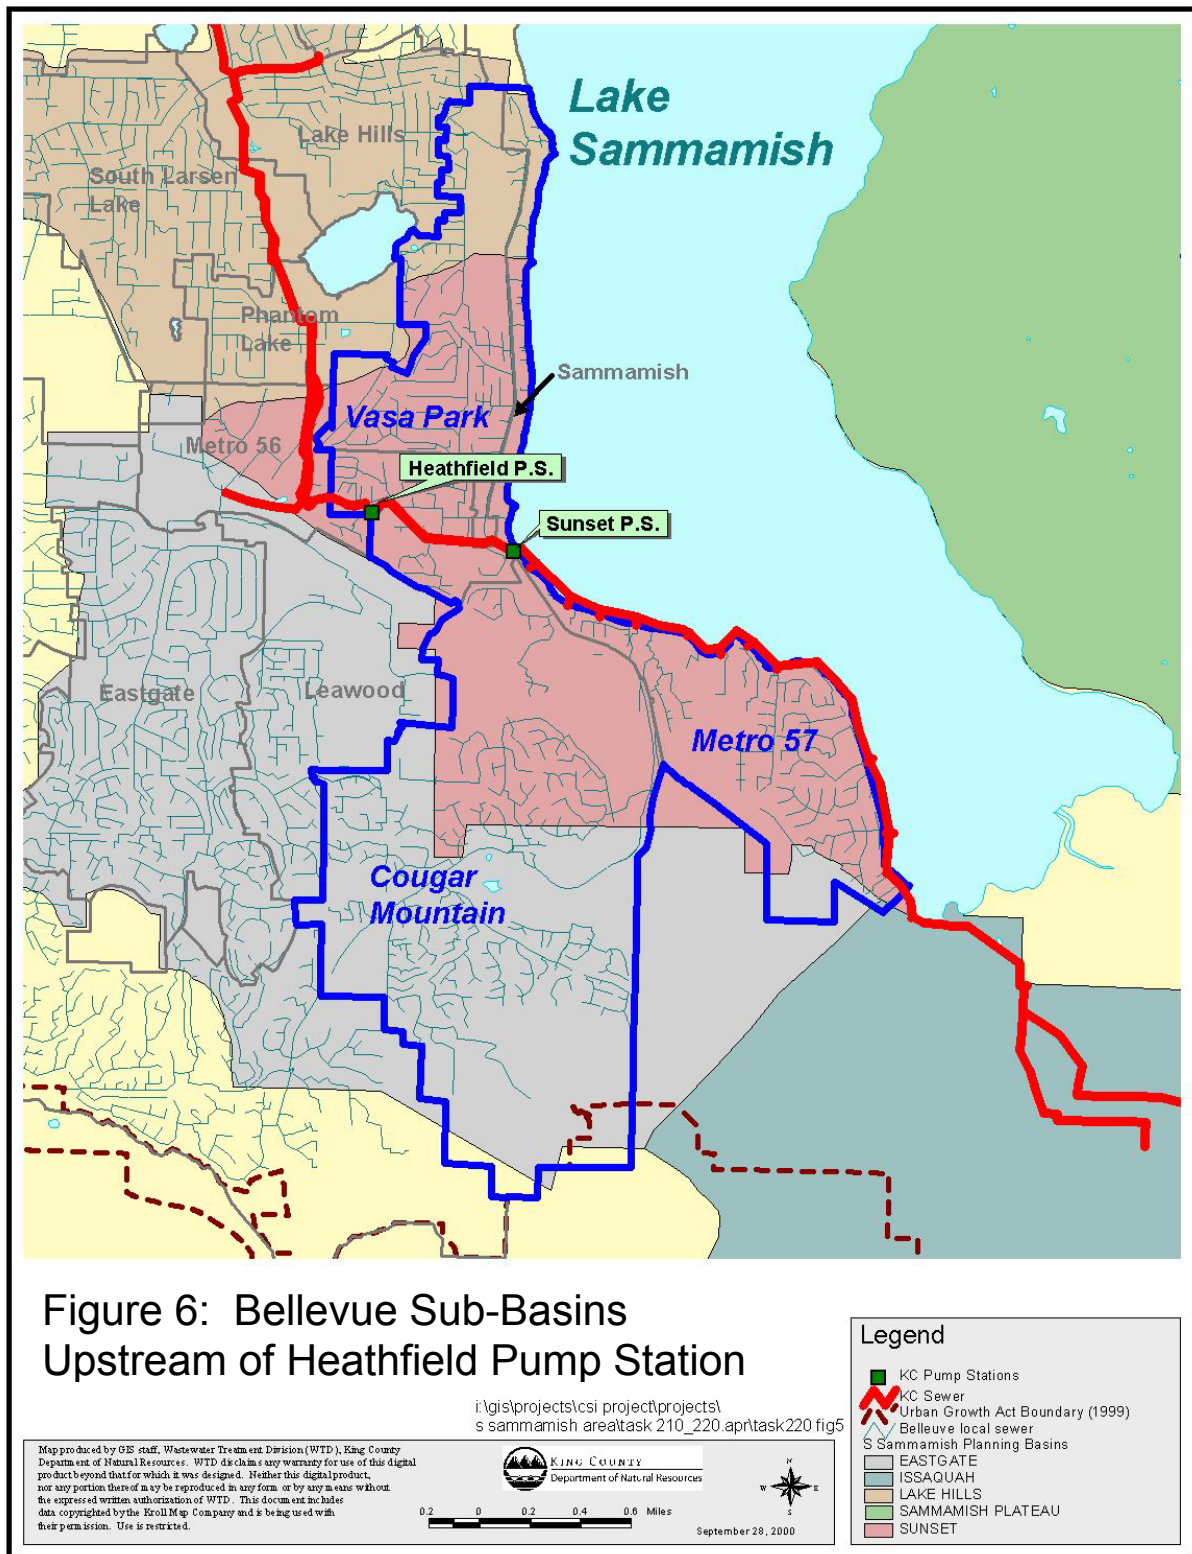 Lake
Sammamish
Lake Hills
South Larsen
Lake
Phantom
Lake
Sammamish
Vasa Park
Metro 56
Heathfield P.S.
Sunset P.S.
Eastgate
Leawood
Metro 57
Cougar
Mountain
Figure 6: Bellevue Sub-Basins
Upstream of Heathfield Pump Station
i:\gis\projects\csi project\projects\
s sammamish area\task 210_220.apr\task220 fig5
Map produced by GIS staff, Wastewater Treatment Division (WTD), King County
Department of Natural Resources. WTD disclaims any warranty for use of this digital
product beyond that for which it was designed. Neither this digital product,
nor any portion thereof may be reproduced in any form or by any means without
the expressed written authorization of WTD. This document includes
data copyrighted by the Kroll Map Company and is being used with
their permission. Use is restricted.
KING COUNTY
Department of Natural Resources
0.2 0 0.2 0.4 0.6 Miles
N
W E
S
September 28, 2000
Legend
KC Pump Stations
KC Sewer
Urban Growth Act Boundary (1999)
Bellevue local sewer
S Sammamish Planning Basins
EASTGATE
ISSAQUAH
LAKE HILLS
SAMMAMISH PLATEAU
SUNSET